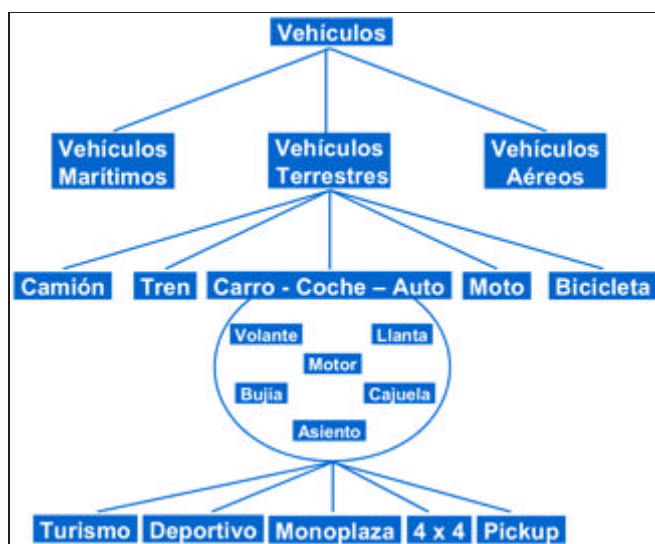 Vehículos
Vehículos
Marítimos
Vehículos
Terrestres
Vehículos
Aéreos
Camión
Tren
Carro - Coche – Auto
Moto
Bicicleta
Volante
Llanta
Motor
Bujía
Cajuela
Asiento
Turismo
Deportivo
Monoplaza
4 x 4
Pickup